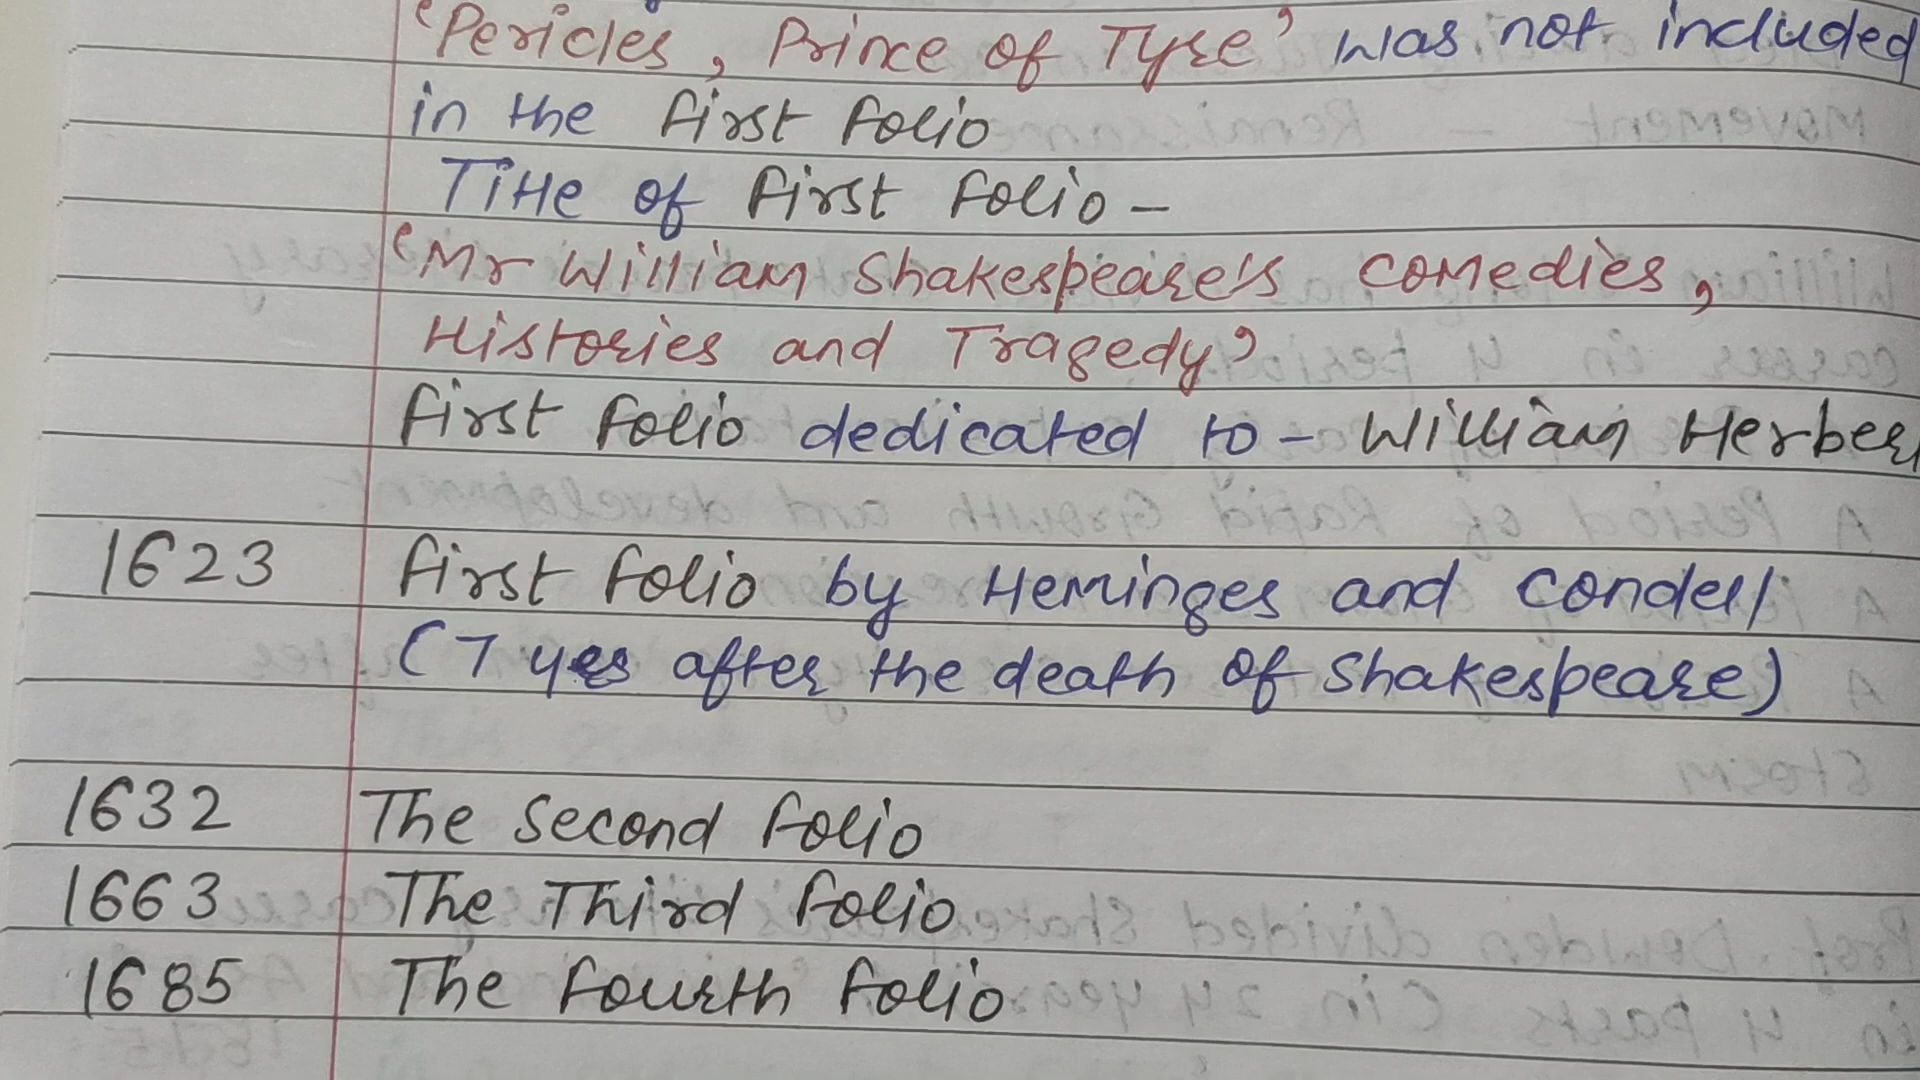 'Pericles, Prince of Tyre' was not included
in the first folio
Title of first folio -
'Mr William Shakespeare's comedies,
Histories and Tragedy'
first folio dedicated to - William Herber
1623 first folio by Heminges and Condell
(7 yrs after the death of Shakespeare)
1632 The Second folio
1663 The Third folio
1685 The fourth folio